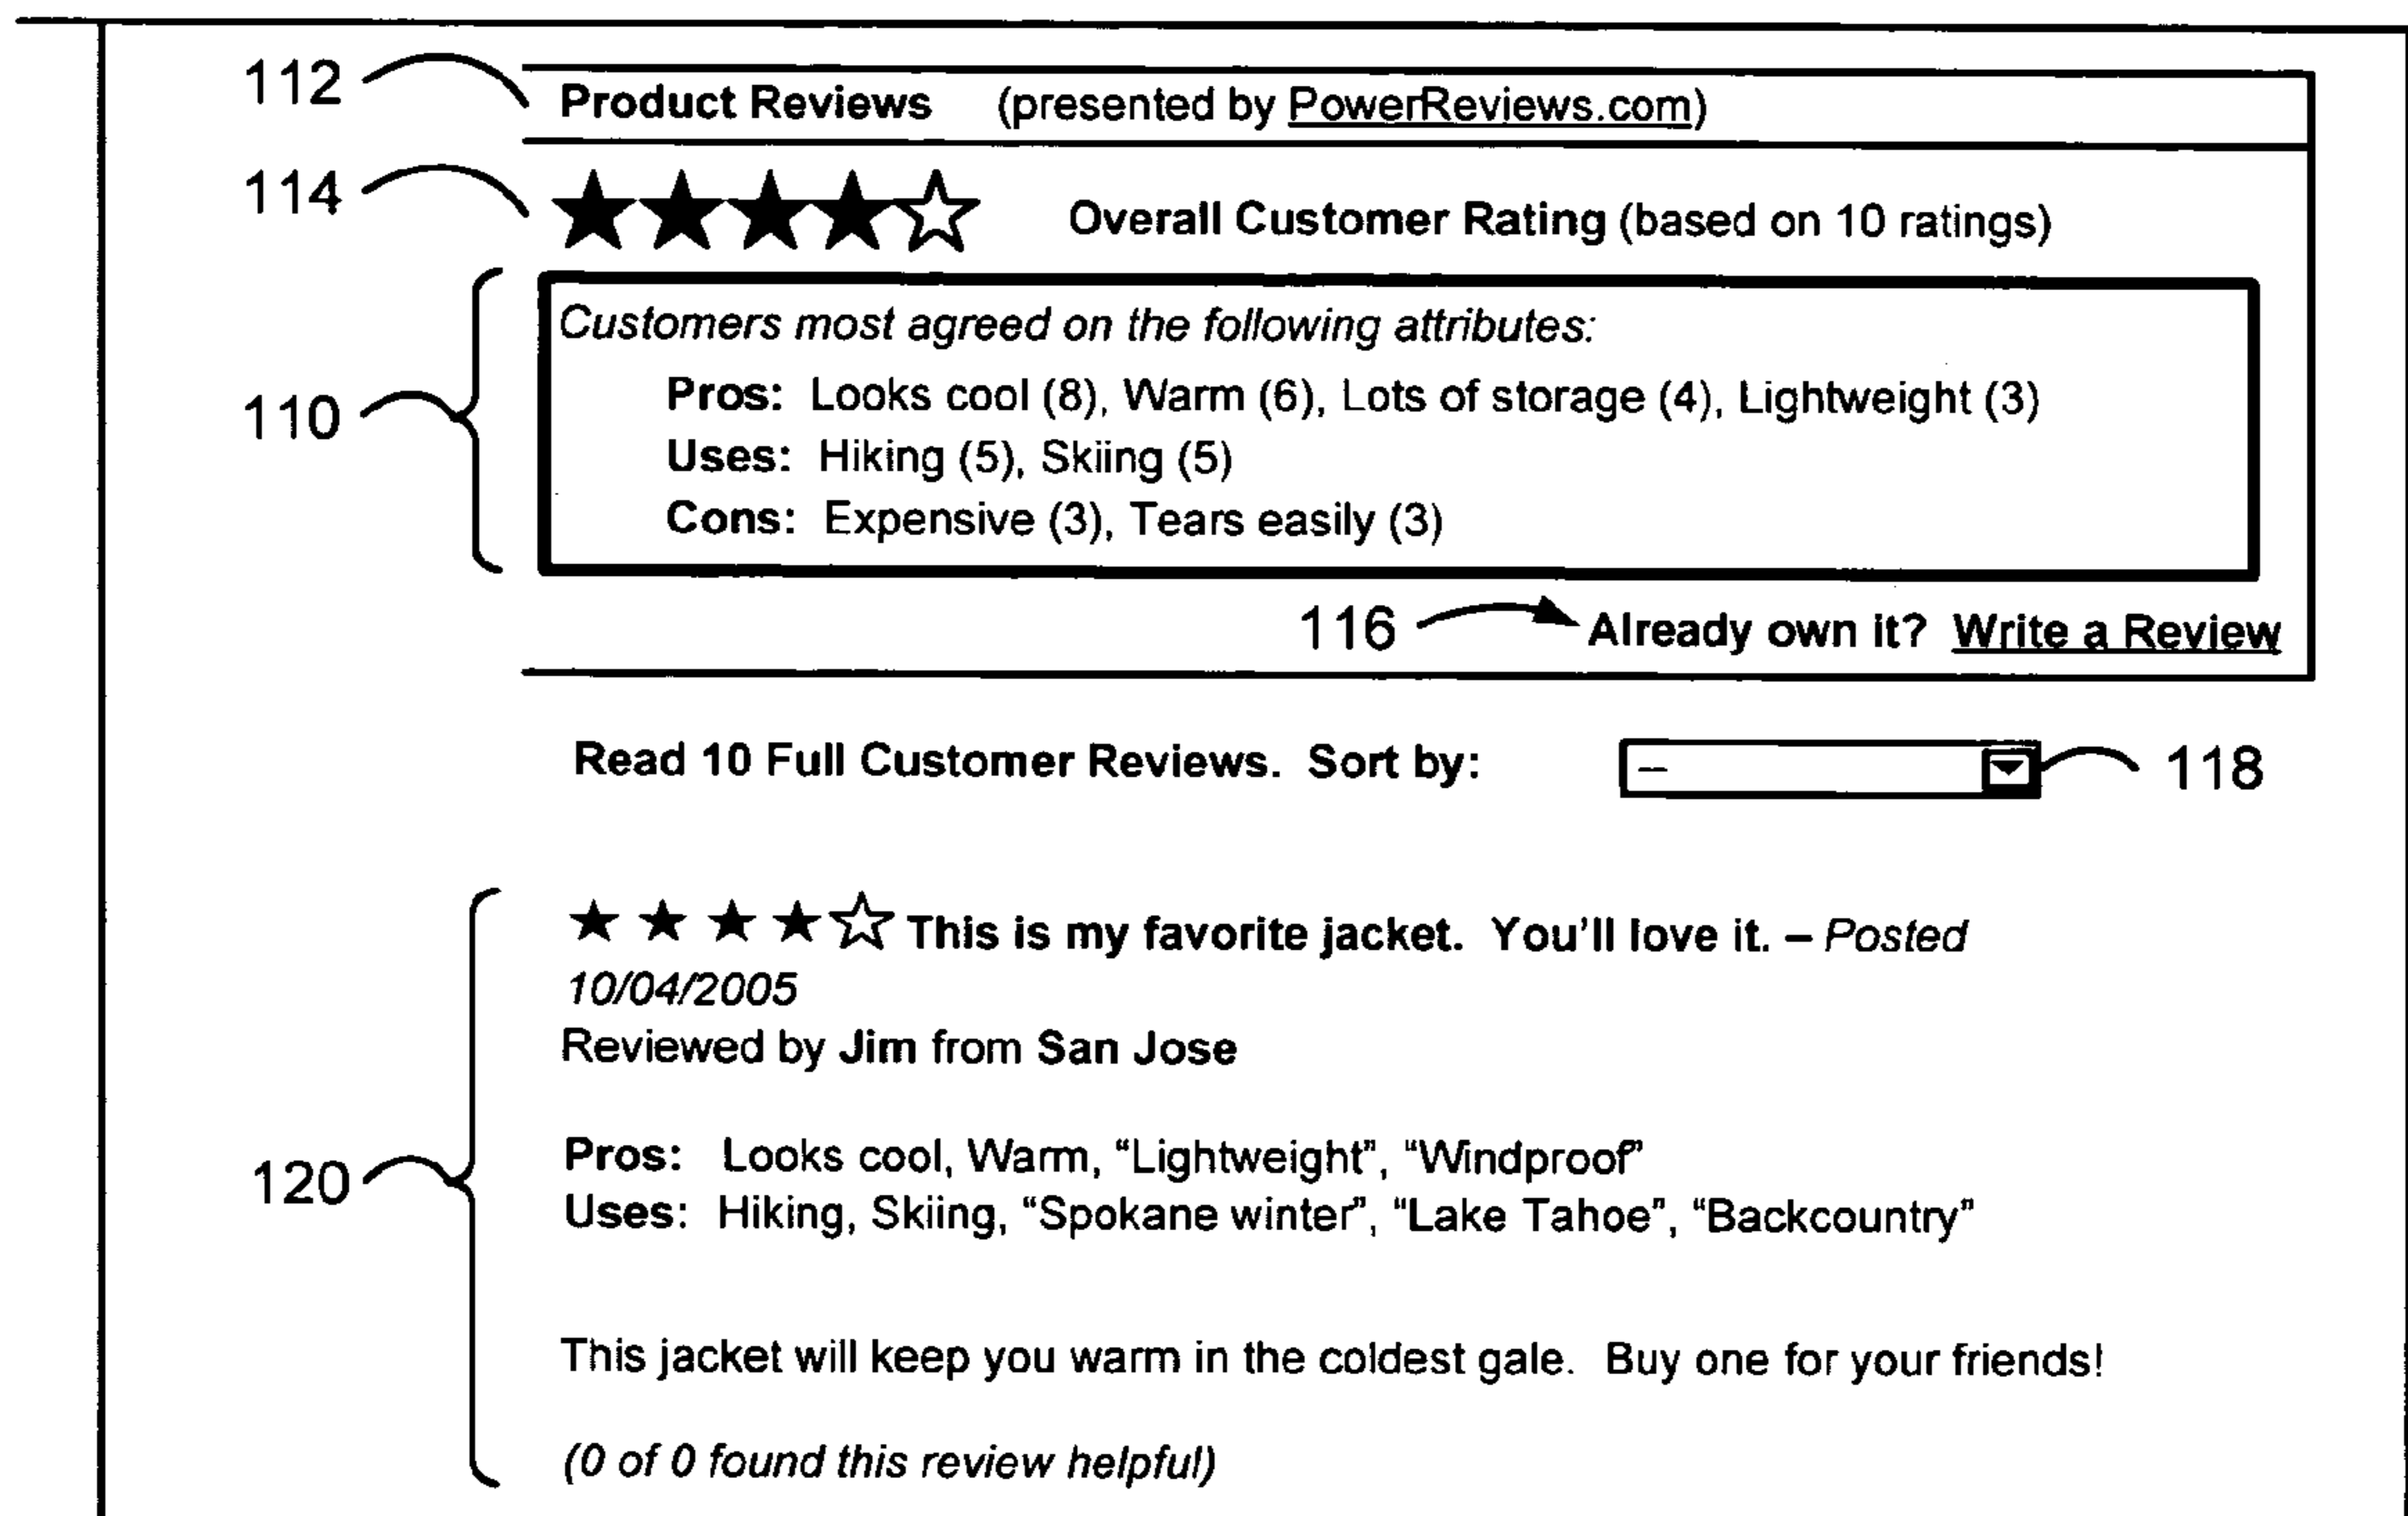 112 Product Reviews (presented by PowerReviews.com)
114 ★★★★☆ Overall Customer Rating (based on 10 ratings)
Customers most agreed on the following attributes:
110 Pros: Looks cool (8), Warm (6), Lots of storage (4), Lightweight (3)
Uses: Hiking (5), Skiing (5)
Cons: Expensive (3), Tears easily (3)
116 Already own it? Write a Review
Read 10 Full Customer Reviews. Sort by: -- 118
★★★★☆ This is my favorite jacket. You'll love it. – Posted
10/04/2005
Reviewed by Jim from San Jose
120 Pros: Looks cool, Warm, “Lightweight”, “Windproof”
Uses: Hiking, Skiing, “Spokane winter”, “Lake Tahoe”, “Backcountry”
This jacket will keep you warm in the coldest gale. Buy one for your friends!
(0 of 0 found this review helpful)